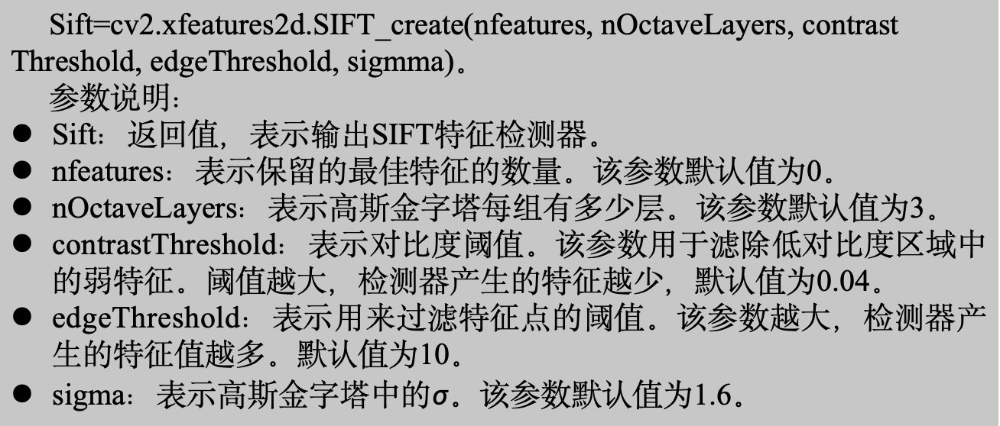 Sift=cv2.xfeatures2d.SIFT_create(nfeatures, nOctaveLayers, contrast
Threshold, edgeThreshold, sigmma)。
参数说明：
● Sift：返回值，表示输出SIFT特征检测器。
● nfeatures：表示保留的最佳特征的数量。该参数默认值为0。
● nOctaveLayers：表示高斯金字塔每组有多少层。该参数默认值为3。
● contrastThreshold：表示对比度阈值。该参数用于滤除低对比度区域中
的弱特征。阈值越大，检测器产生的特征越少，默认值为0.04。
● edgeThreshold：表示用来过滤特征点的阈值。该参数越大，检测器产
生的特征值越多。默认值为10。
● sigma：表示高斯金字塔中的σ。该参数默认值为1.6。